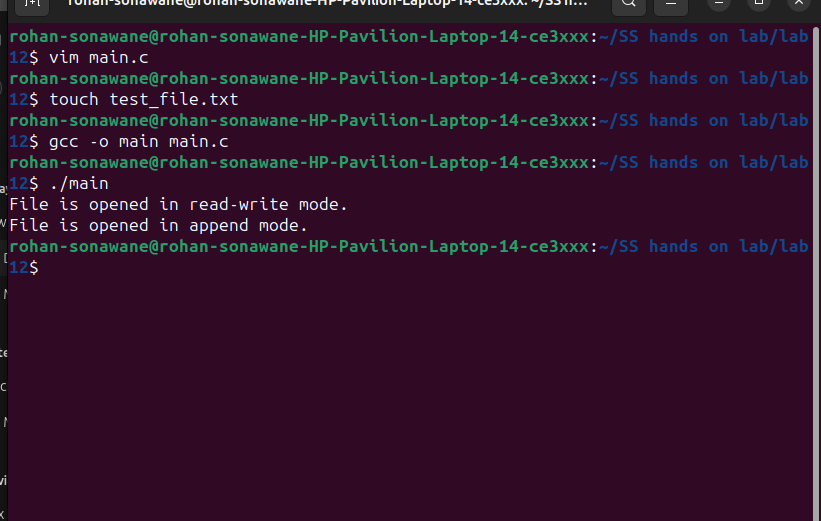 rohan-sonawane@rohan-sonawane-HP-Pavilion-Laptop-14-ce3xxx: ~/SS h...
rohan-sonawane@rohan-sonawane-HP-Pavilion-Laptop-14-ce3xxx:~/SS hands on lab/lab
12$ vim main.c
rohan-sonawane@rohan-sonawane-HP-Pavilion-Laptop-14-ce3xxx:~/SS hands on lab/lab
12$ touch test_file.txt
rohan-sonawane@rohan-sonawane-HP-Pavilion-Laptop-14-ce3xxx:~/SS hands on lab/lab
12$ gcc -o main main.c
rohan-sonawane@rohan-sonawane-HP-Pavilion-Laptop-14-ce3xxx:~/SS hands on lab/lab
12$ ./main
File is opened in read-write mode.
File is opened in append mode.
rohan-sonawane@rohan-sonawane-HP-Pavilion-Laptop-14-ce3xxx:~/SS hands on lab/lab
12$